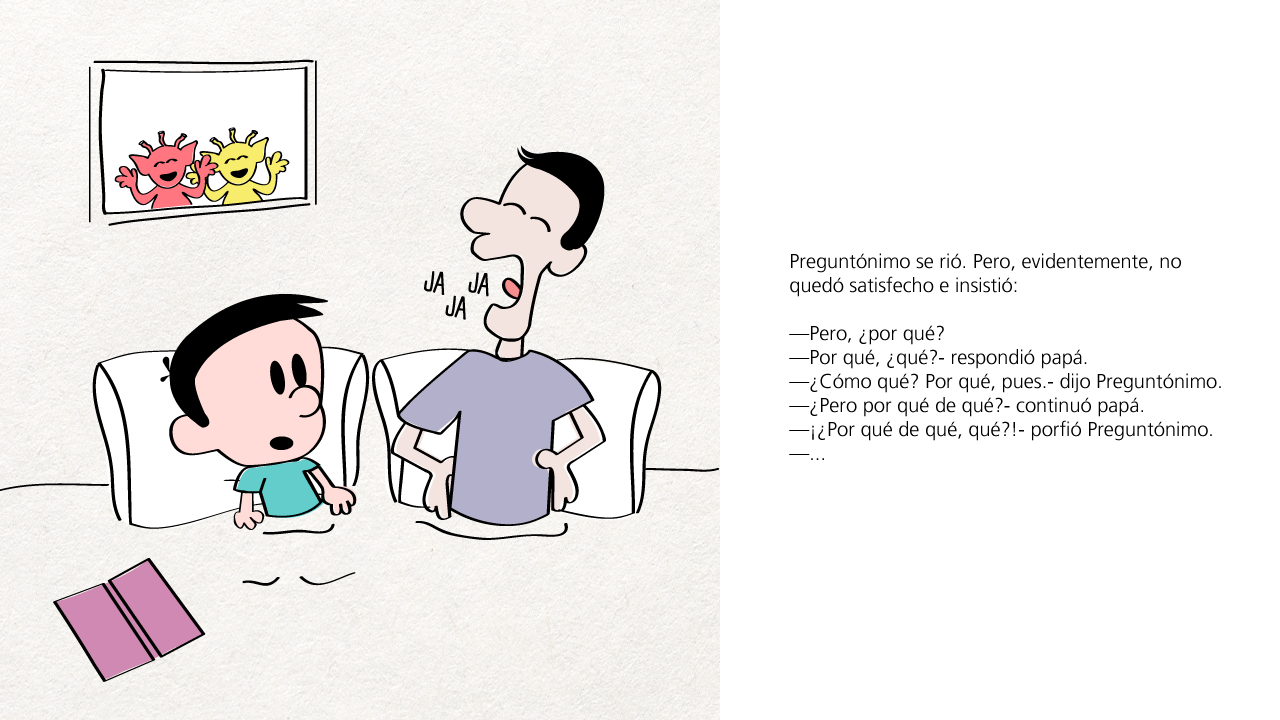 JA
JA
JA
Preguntónimo se rió. Pero, evidentemente, no
quedó satisfecho e insistió:
—Pero, ¿por qué?
—Por qué, ¿qué?- respondió papá.
—¿Cómo qué? Por qué, pues.- dijo Preguntónimo.
—¿Pero por qué de qué?- continuó papá.
—¡¿Por qué de qué, qué?!- porfió Preguntónimo.
—...